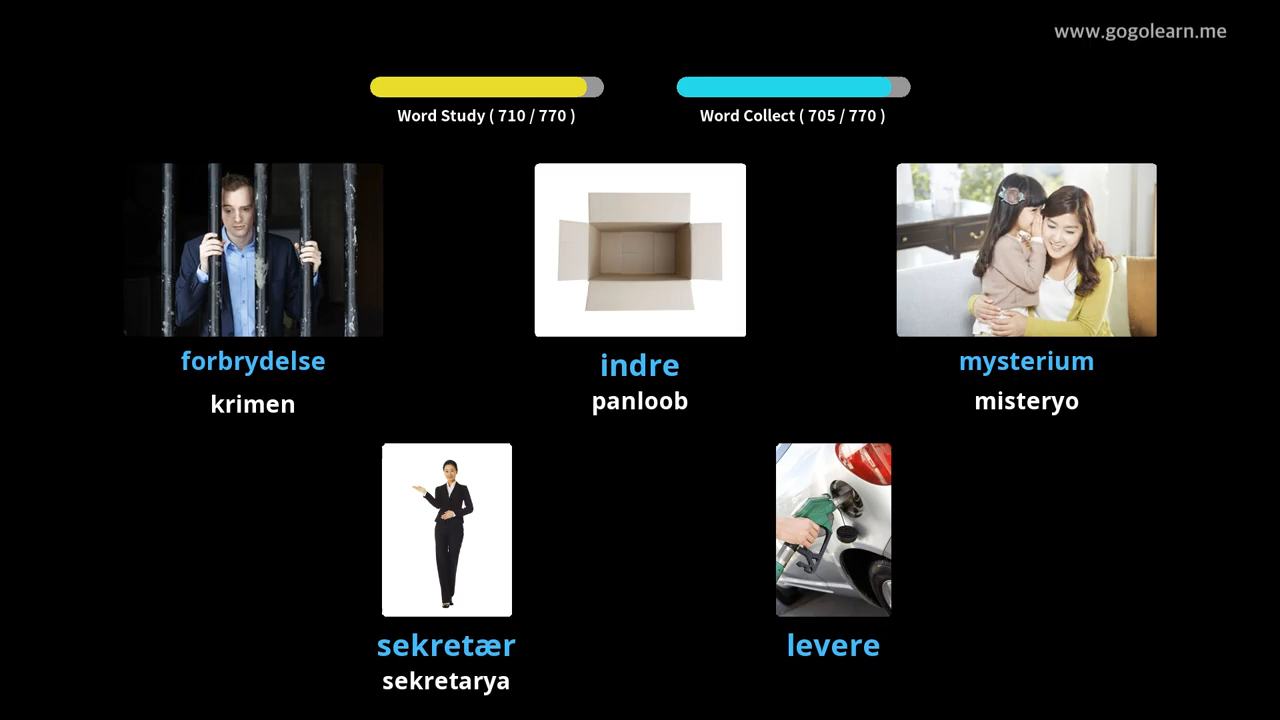 www.gogolearn.me
Word Study ( 710 / 770 )
Word Collect ( 705 / 770 )
forbrydelse
krimen
indre
panloob
mysterium
misteryo
sekretær
sekretarya
levere